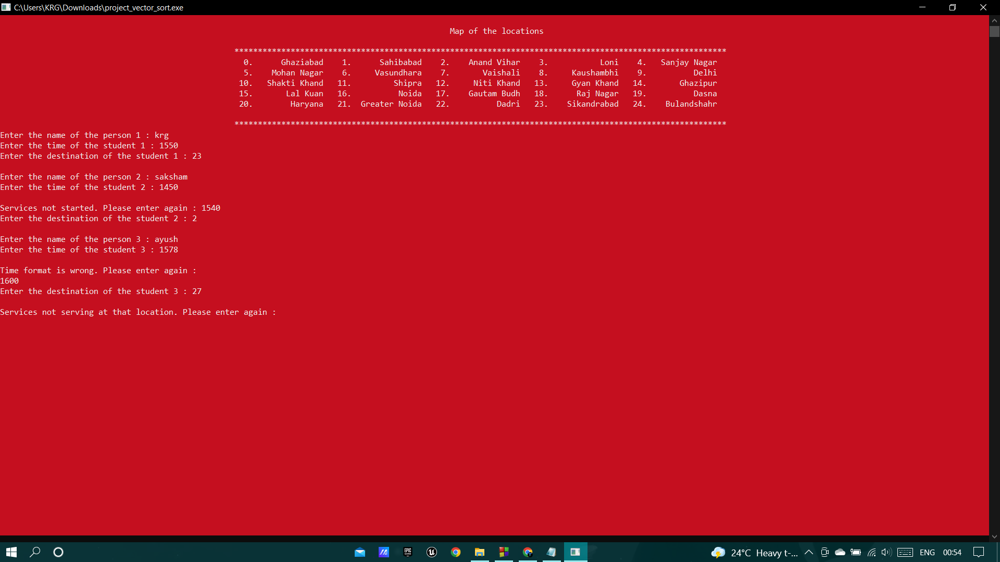 C:\Users\KRG\Downloads\project_vector_sort.exe
Map of the locations
*********************************************************************************************************
0. Ghaziabad 1. Sahibabad 2. Anand Vihar 3. Loni 4. Sanjay Nagar
5. Mohan Nagar 6. Vasundhara 7. Vaishali 8. Kaushambhi 9. Delhi
10. Shakti Khand 11. Shipra 12. Niti Khand 13. Gyan Khand 14. Ghazipur
15. Lal Kuan 16. Noida 17. Gautam Budh 18. Raj Nagar 19. Dasna
20. Haryana 21. Greater Noida 22. Dadri 23. Sikandrabad 24. Bulandshahr
*********************************************************************************************************
Enter the name of the person 1 : krg
Enter the time of the student 1 : 1550
Enter the destination of the student 1 : 23
Enter the name of the person 2 : saksham
Enter the time of the student 2 : 1450
Services not started. Please enter again : 1540
Enter the destination of the student 2 : 2
Enter the name of the person 3 : ayush
Enter the time of the student 3 : 1578
Time format is wrong. Please enter again :
1600
Enter the destination of the student 3 : 27
Services not serving at that location. Please enter again :
EPIC GAMES
24°C Heavy t-... ENG 00:54